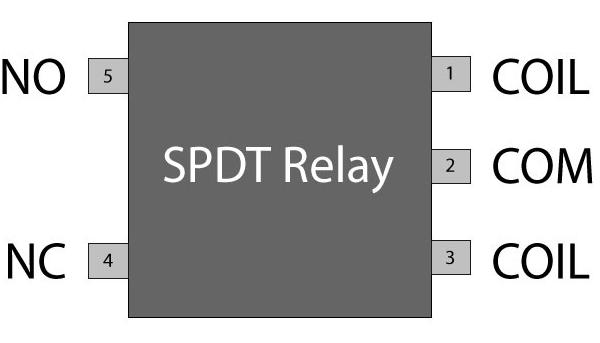 NO 5 1 COIL
SPDT Relay 2 COM
NC 4 3 COIL